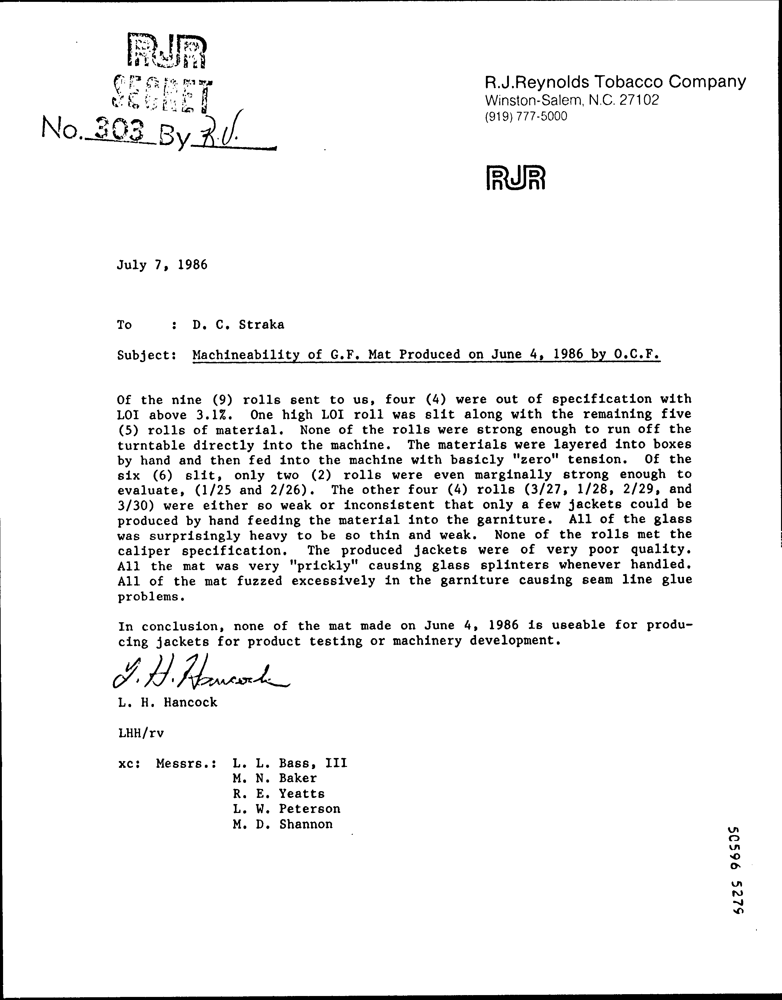 RJR
SECRET
No. 303 By R.V.
R.J.Reynolds Tobacco Company
Winston-Salem, N.C. 27102
(919) 777-5000
RJR
July 7, 1986
To : D. C. Straka
Subject: Machineability of G.F. Mat Produced on June 4, 1986 by O.C.F.
Of the nine (9) rolls sent to us, four (4) were out of specification with
LOI above 3.1%. One high LOI roll was slit along with the remaining five
(5) rolls of material. None of the rolls were strong enough to run off the
turntable directly into the machine. The materials were layered into boxes
by hand and then fed into the machine with basicly "zero" tension. Of the
six (6) slit, only two (2) rolls were even marginally strong enough to
evaluate, (1/25 and 2/26). The other four (4) rolls (3/27, 1/28, 2/29, and
3/30) were either so weak or inconsistent that only a few jackets could be
produced by hand feeding the material into the garniture. All of the glass
was surprisingly heavy to be so thin and weak. None of the rolls met the
caliper specification. The produced jackets were of very poor quality.
All the mat was very "prickly" causing glass splinters whenever handled.
All of the mat fuzzed excessively in the garniture causing seam line glue
problems.
In conclusion, none of the mat made on June 4, 1986 is useable for produ-
cing jackets for product testing or machinery development.
L. H. Hancock
L. H. Hancock
LHH/rv
xc: Messrs.: L. L. Bass, III
M. N. Baker
R. E. Yeatts
L. W. Peterson
M. D. Shannon
50596 5279